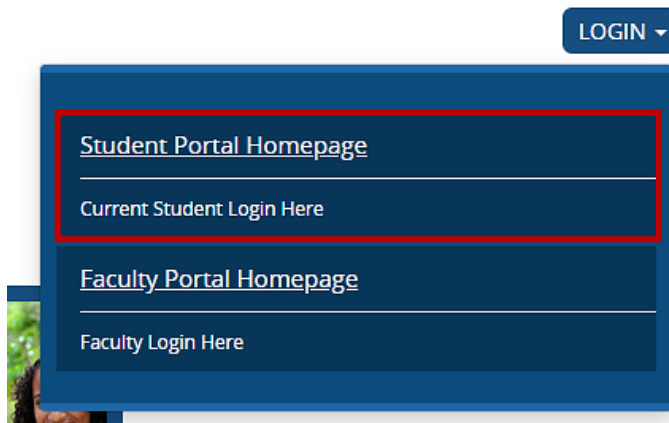 LOGIN
Student Portal Homepage
Current Student Login Here
Faculty Portal Homepage
Faculty Login Here